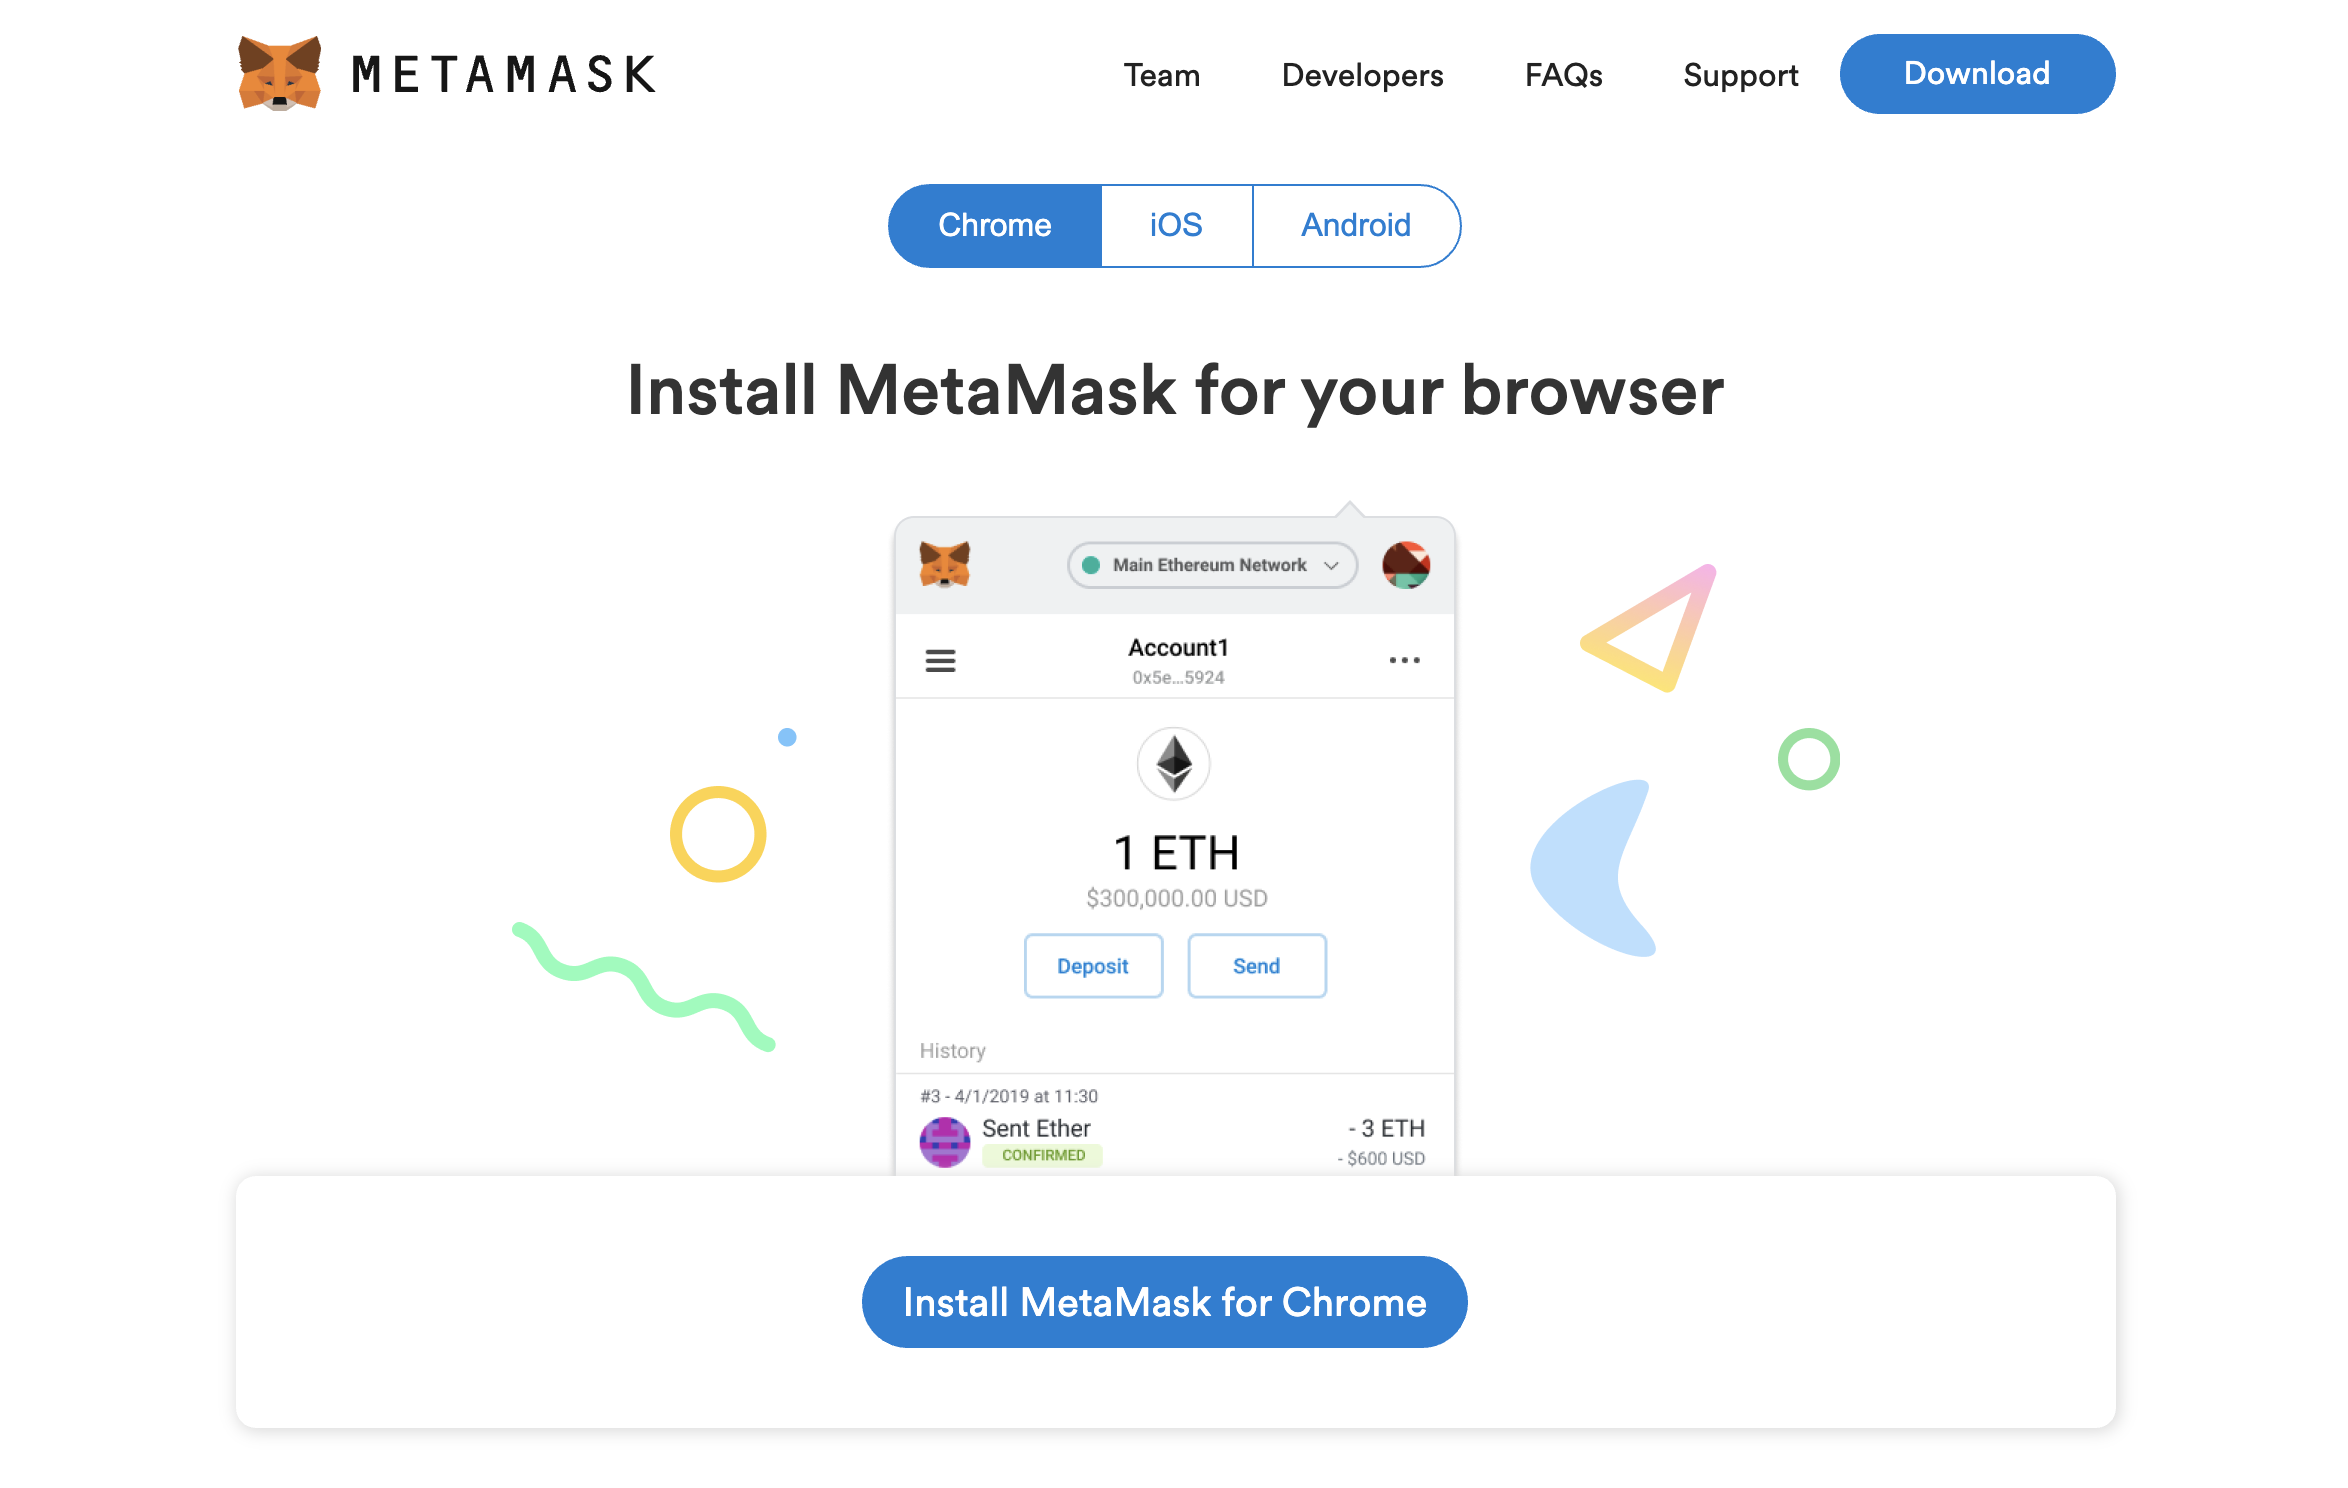 METAMASK
Team Developers FAQs Support Download
Chrome iOS Android
Install MetaMask for your browser
Main Ethereum Network
Account1
0x5e...5924
1 ETH
$300,000.00 USD
Deposit Send
History
#3 - 4/1/2019 at 11:30
Sent Ether - 3 ETH
CONFIRMED - $600 USD
Install MetaMask for Chrome